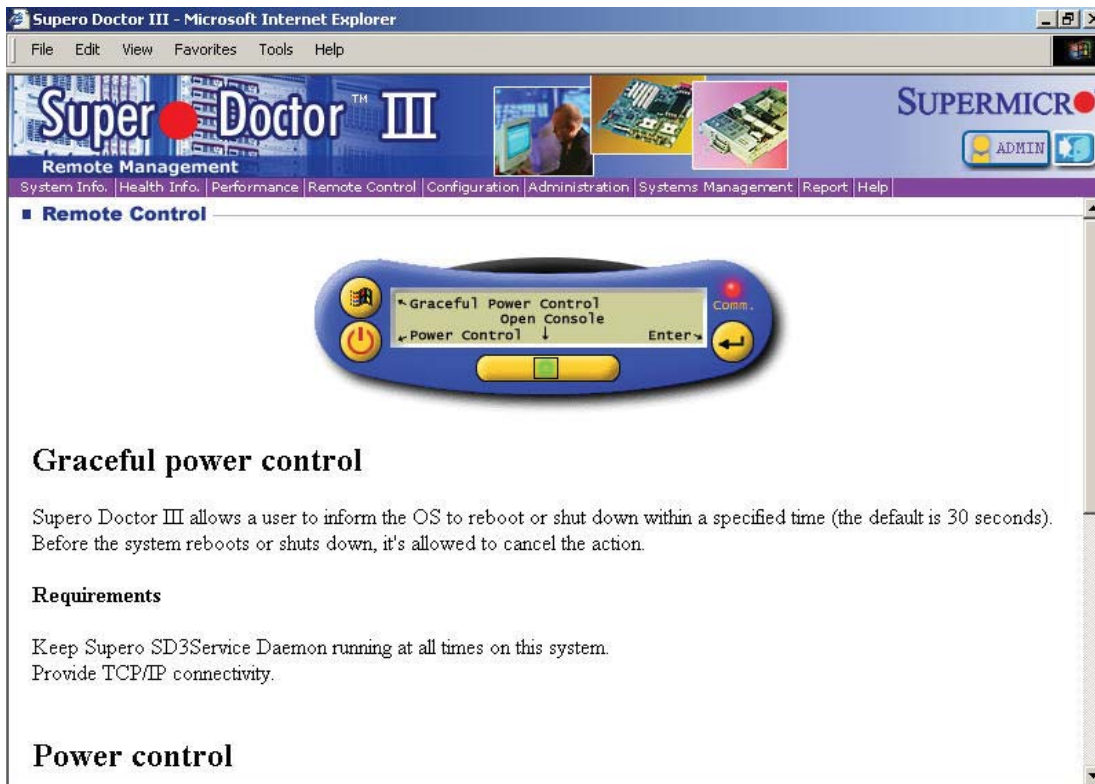 Supero Doctor III - Microsoft Internet Explorer
File Edit View Favorites Tools Help
Super Doctor™ III
SUPERMICR
ADMIN
Remote Management
System Info. Health Info. Performance Remote Control Configuration Administration Systems Management Report Help
Remote Control
Graceful Power Control
Comm.
Open Console
Power Control Enter
Graceful power control
Supero Doctor III allows a user to inform the OS to reboot or shut down within a specified time (the default is 30 seconds).
Before the system reboots or shuts down, it's allowed to cancel the action.
Requirements
Keep Supero SD3Service Daemon running at all times on this system.
Provide TCP/IP connectivity.
Power control